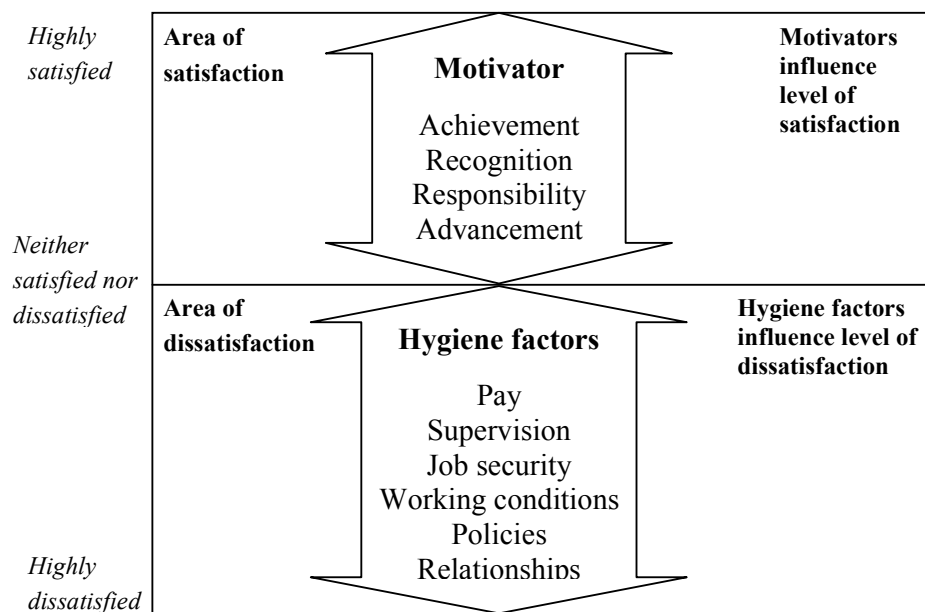 Highly
satisfied
Area of
satisfaction
Motivator
Achievement
Recognition
Responsibility
Advancement
Motivators
influence
level of
satisfaction
Neither
satisfied nor
dissatisfied
Area of
dissatisfaction
Hygiene factors
Pay
Supervision
Job security
Working conditions
Policies
Relationships
Hygiene factors
influence level of
dissatisfaction
Highly
dissatisfied